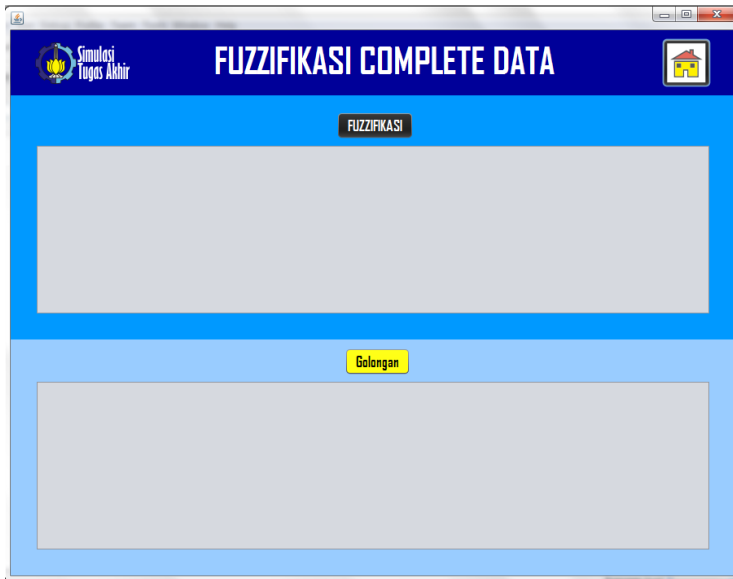 Simulasi
Tugas Akhir
FUZZIFIKASI COMPLETE DATA
FUZZIFIKASI
Golongan